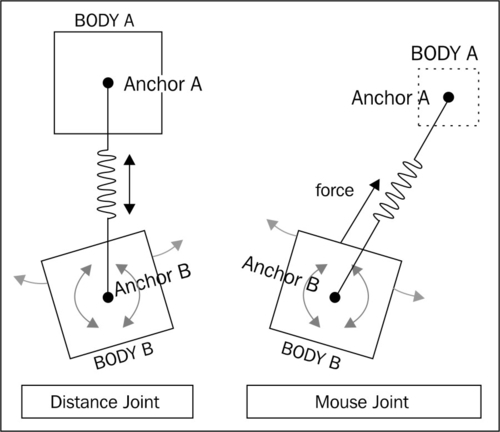 BODY A
Anchor A
Anchor B
BODY B
Distance Joint
BODY A
Anchor A
force
Anchor B
BODY B
Mouse Joint